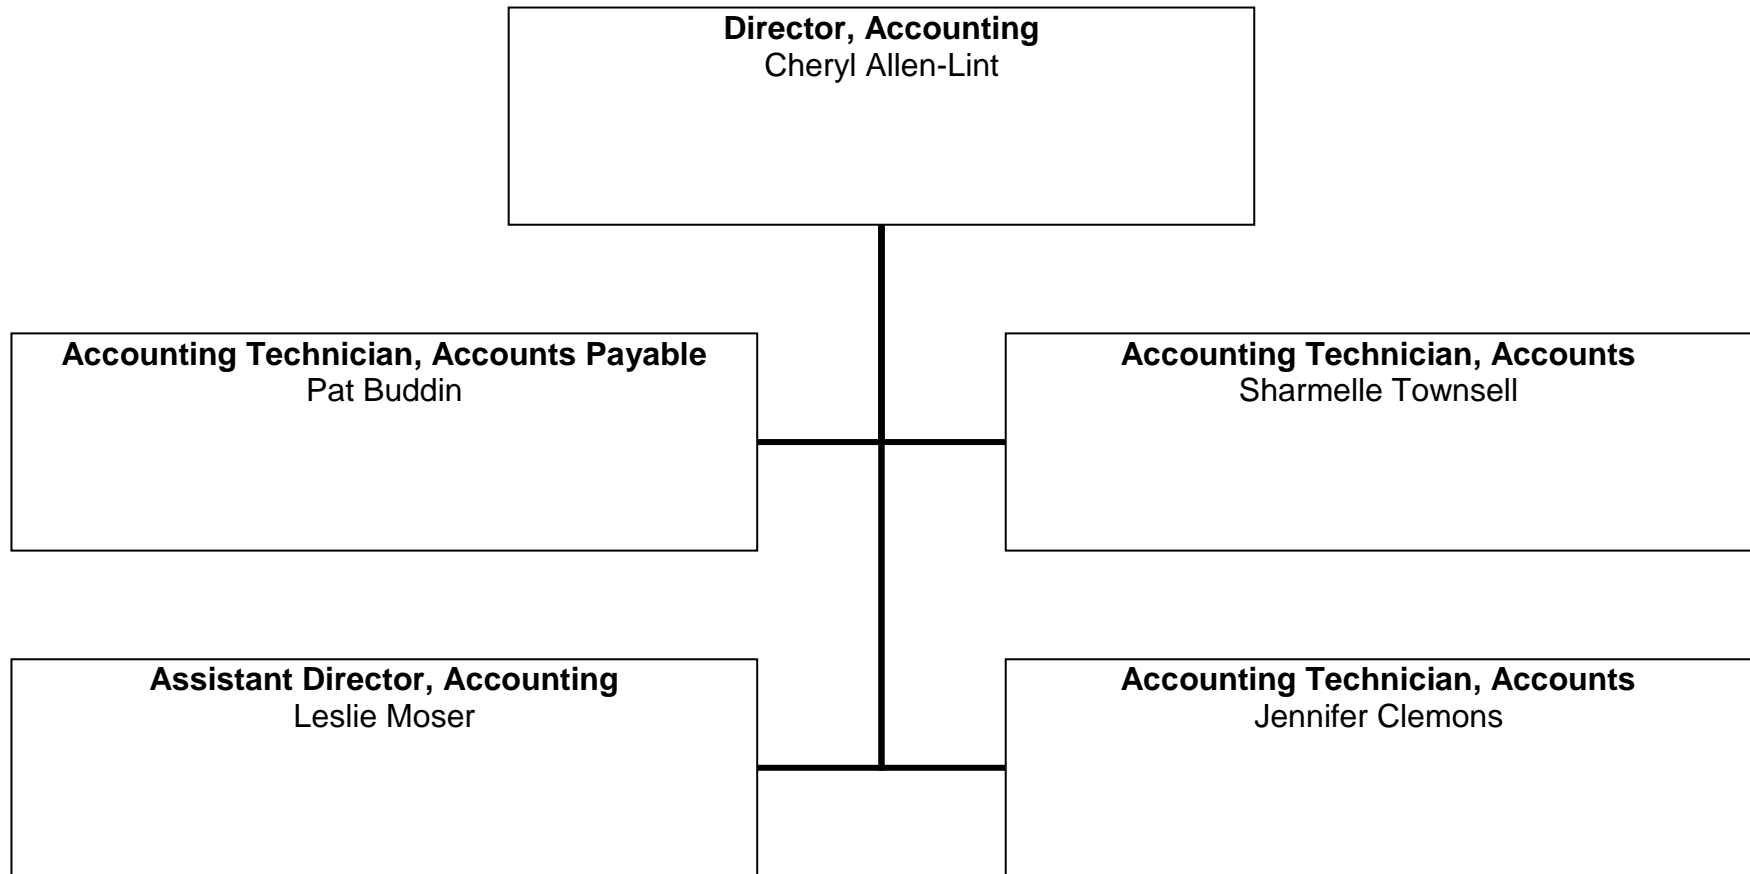 Director, Accounting
Cheryl Allen-Lint
Accounting Technician, Accounts Payable
Pat Buddin
Accounting Technician, Accounts
Sharmelle Townsell
Assistant Director, Accounting
Leslie Moser
Accounting Technician, Accounts
Jennifer Clemons